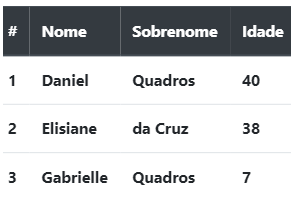 # Nome Sobrenome Idade
1 Daniel Quadros 40
2 Elisiane da Cruz 38
3 Gabrielle Quadros 7